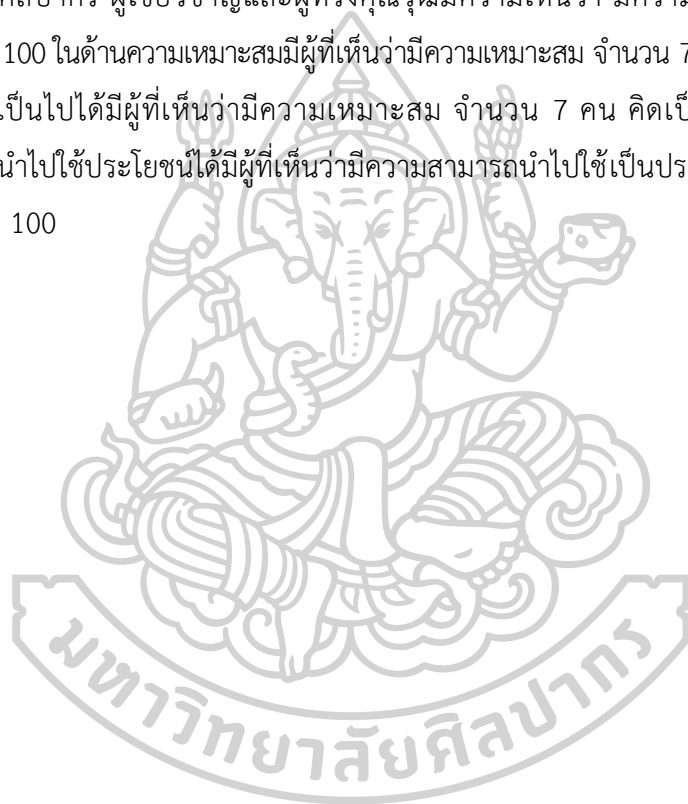 ผู้เชี่ยวชาญและผู้ทรงคุณวุฒิมีความเห็นว่า มีความ
100 ในด้านความเหมาะสมมีผู้ที่เห็นว่ามีความเหมาะสม จำนวน 7
เป็นไปได้มีผู้ที่เห็นว่ามีความเหมาะสม จำนวน 7 คน คิดเป็
นำไปใช้ประโยชน์ได้มีผู้ที่เห็นว่ามีความสามารถนำไปใช้เป็นประ
100
มหาวิทยาลัยศิลปากร